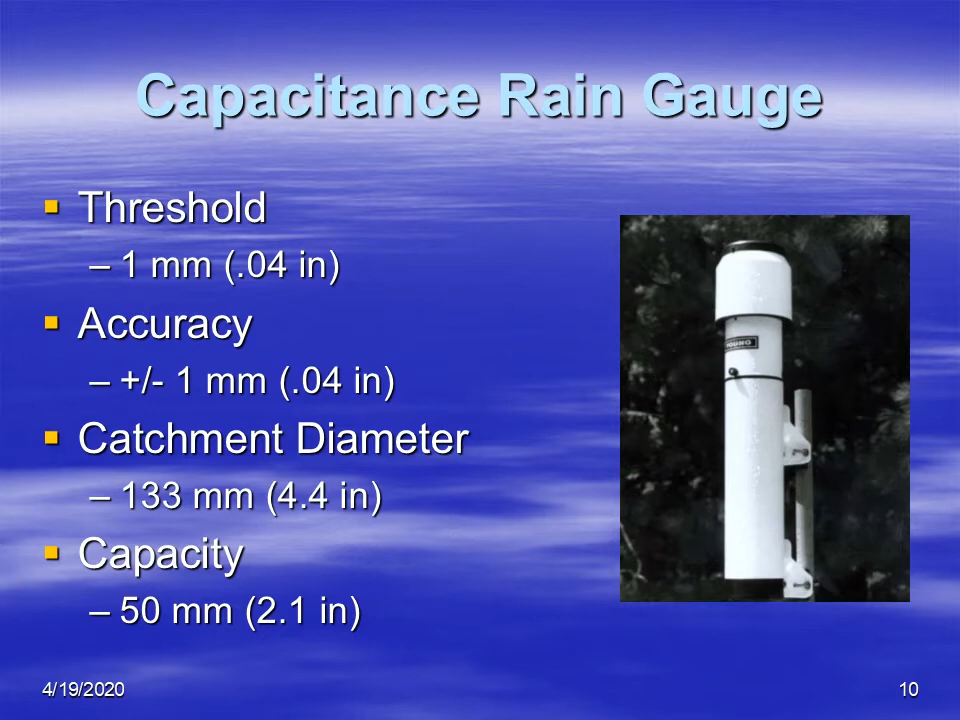 Capacitance Rain Gauge
▪ Threshold
– 1 mm (.04 in)
▪ Accuracy
– +/- 1 mm (.04 in)
▪ Catchment Diameter
– 133 mm (4.4 in)
▪ Capacity
– 50 mm (2.1 in)
YOUNG
4/19/2020
10